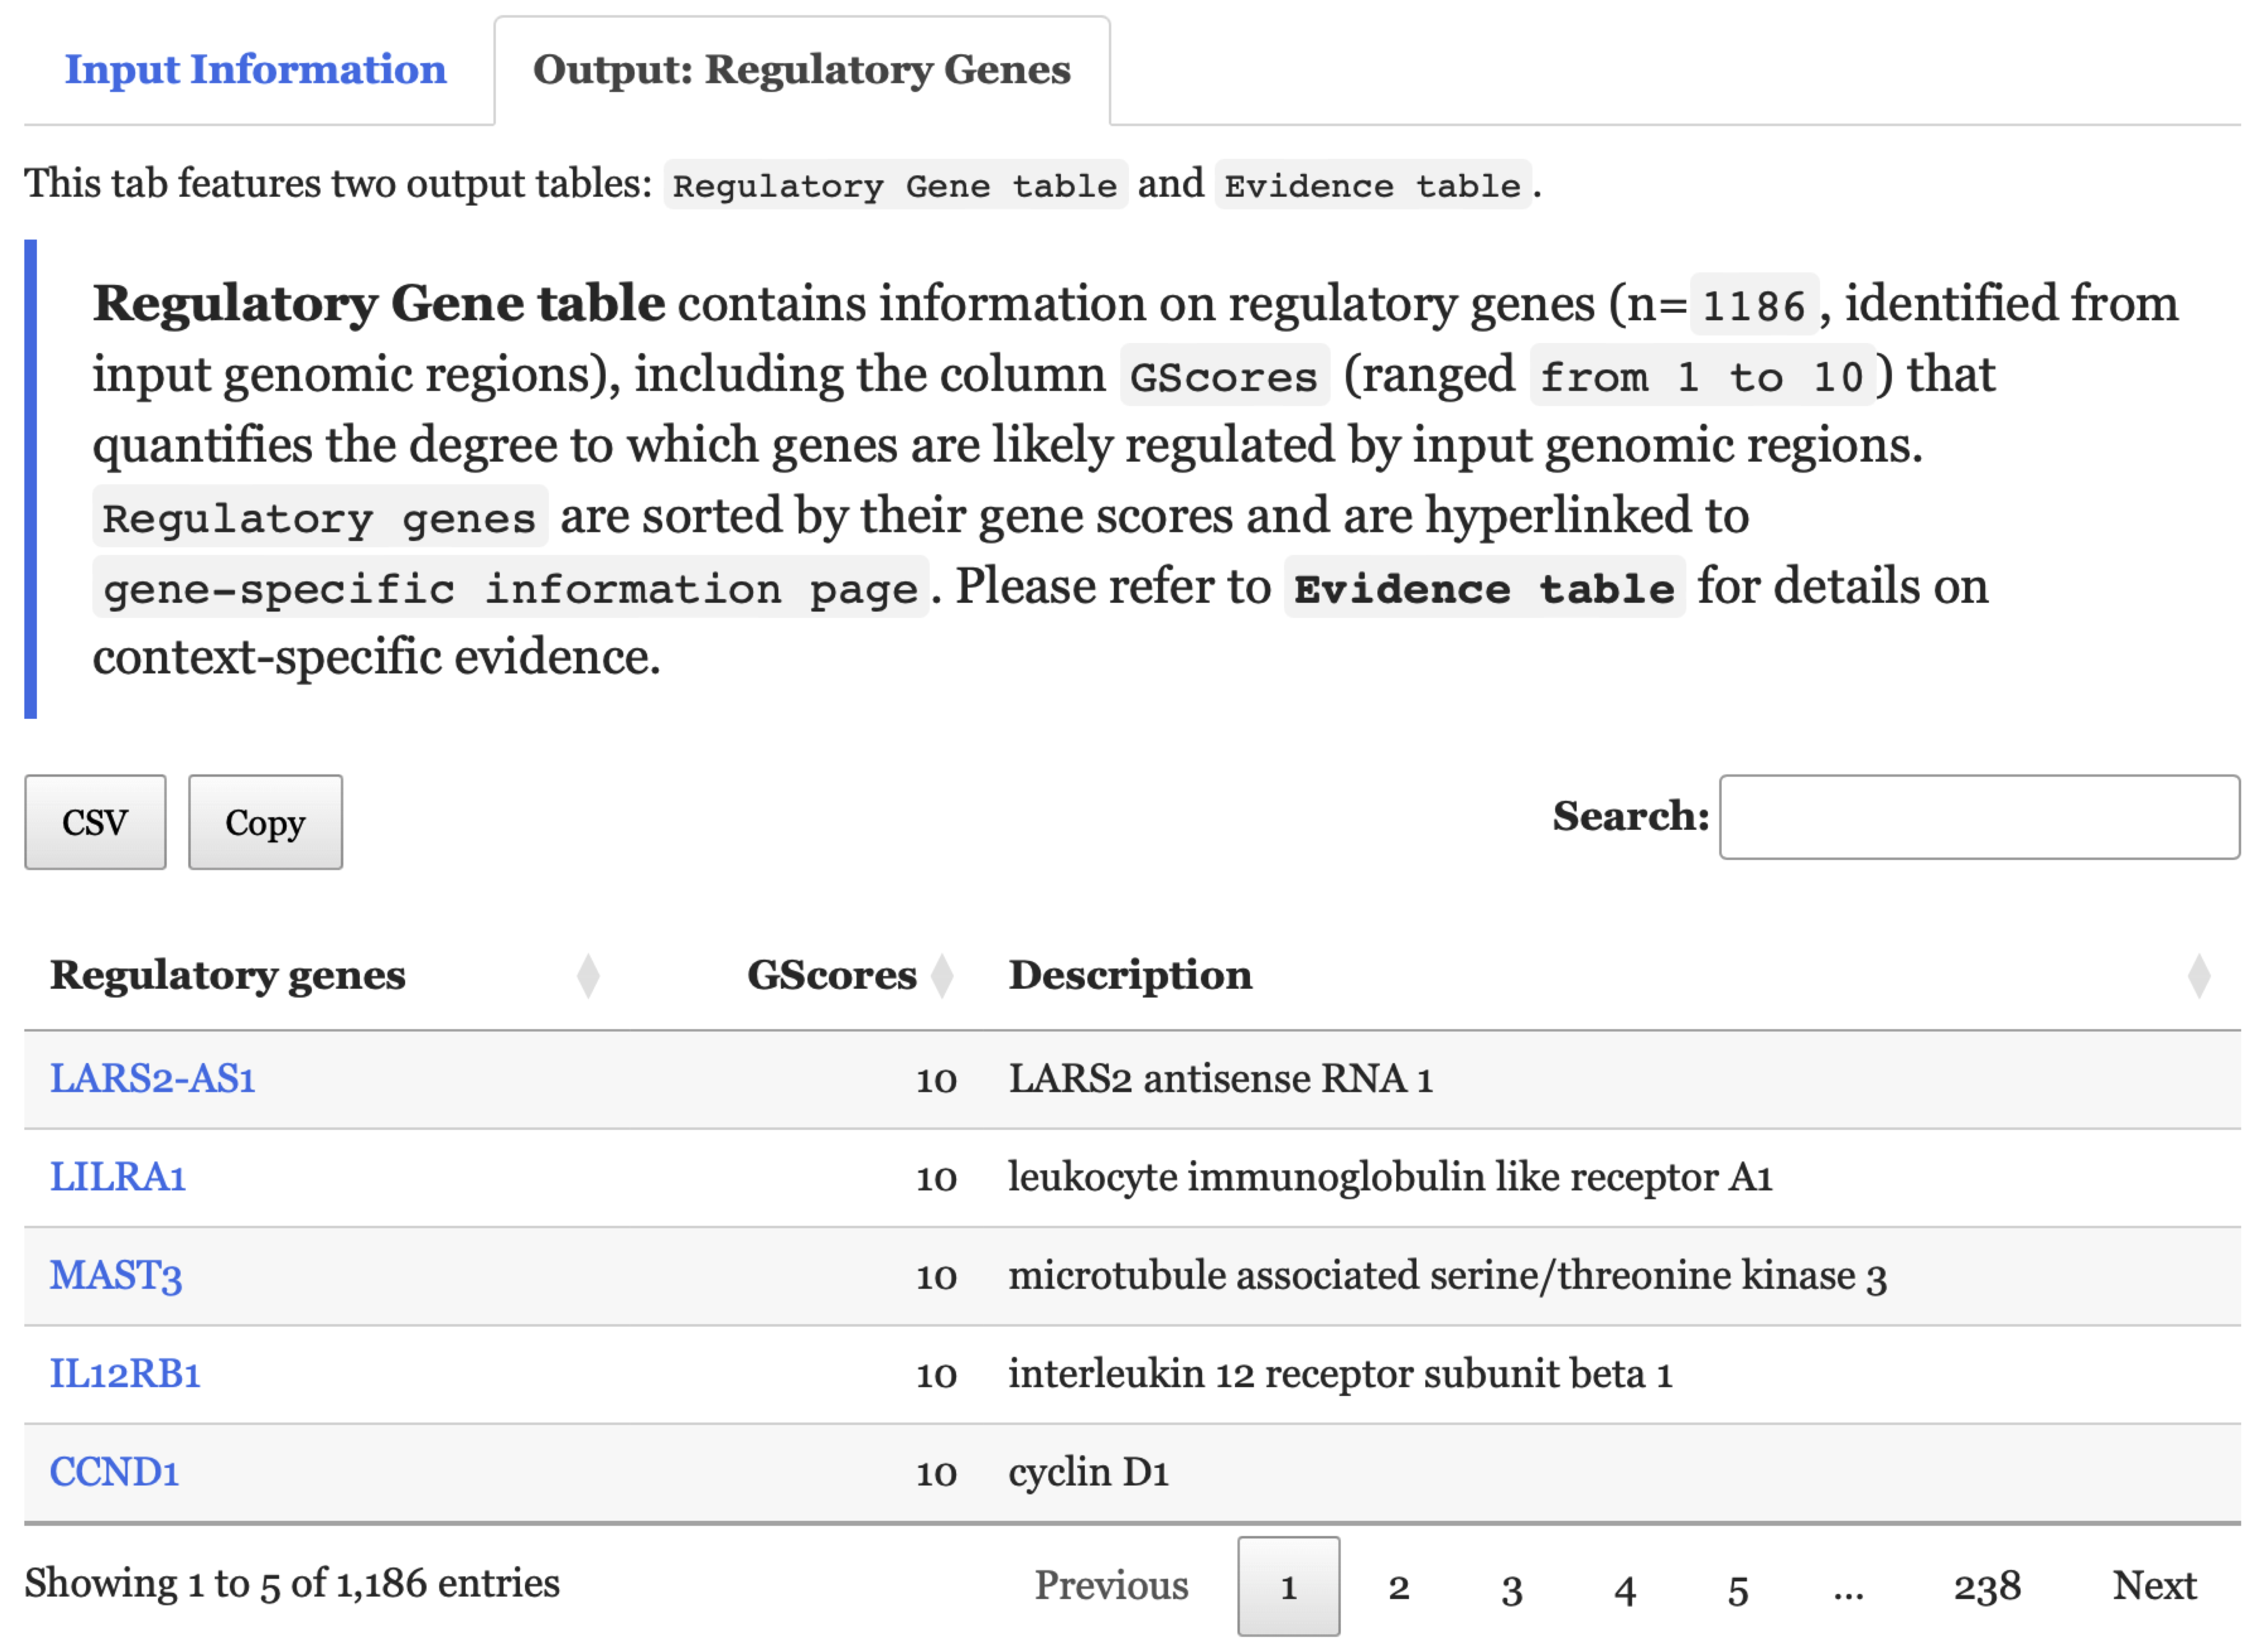 Input Information Output: Regulatory Genes
This tab features two output tables: Regulatory Gene table and Evidence table.
Regulatory Gene table contains information on regulatory genes (n= 1186, identified from
input genomic regions), including the column GScores (ranged from 1 to 10) that
quantifies the degree to which genes are likely regulated by input genomic regions.
Regulatory genes are sorted by their gene scores and are hyperlinked to
gene-specific information page. Please refer to Evidence table for details on
context-specific evidence.
CSV Copy Search:
Regulatory genes GScores Description
LARS2-AS1 10 LARS2 antisense RNA 1
LILRA1 10 leukocyte immunoglobulin like receptor A1
MAST3 10 microtubule associated serine/threonine kinase 3
IL12RB1 10 interleukin 12 receptor subunit beta 1
CCND1 10 cyclin D1
Showing 1 to 5 of 1,186 entries Previous 1 2 3 4 5 ... 238 Next